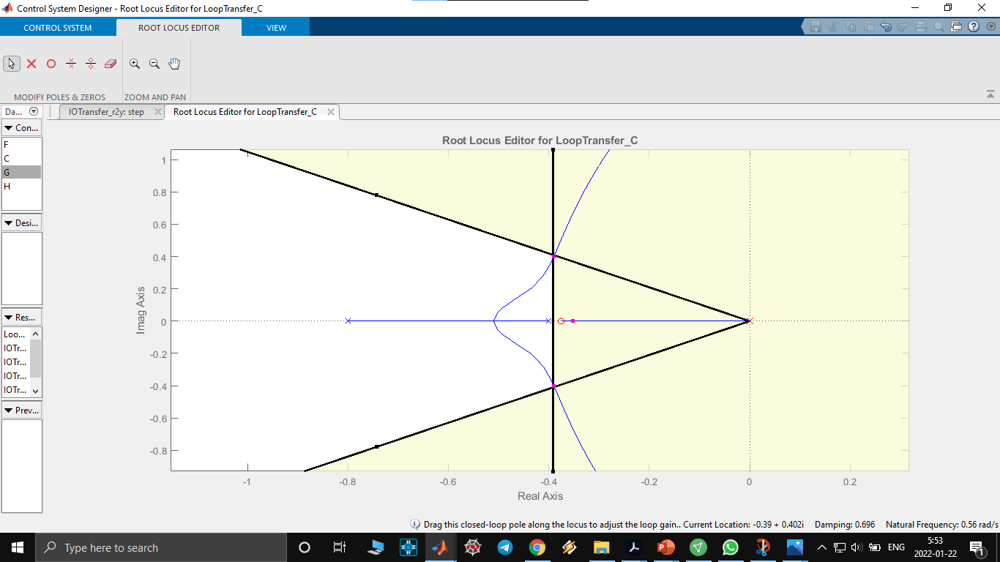 Control System Designer - Root Locus Editor for LoopTransfer_C
CONTROL SYSTEM
ROOT LOCUS EDITOR
VIEW
MODIFY POLES & ZEROS
ZOOM AND PAN
Da...
IOTransfer_r2y: step
Root Locus Editor for LoopTransfer_C
Con...
F
C
G
H
Desi...
Res...
Loo...
IOTr...
IOTr...
IOTr...
IOTr...
Prev...
Root Locus Editor for LoopTransfer_C
Imag Axis
1
0.8
0.6
0.4
0.2
0
-0.2
-0.4
-0.6
-0.8
-1
-0.8
-0.6
-0.4
-0.2
0
0.2
Real Axis
Drag this closed-loop pole along the locus to adjust the loop gain.. Current Location: -0.39 + 0.402i Damping: 0.696 Natural Frequency: 0.56 rad/s
Type here to search
ENG
5:53
2022-01-22
1